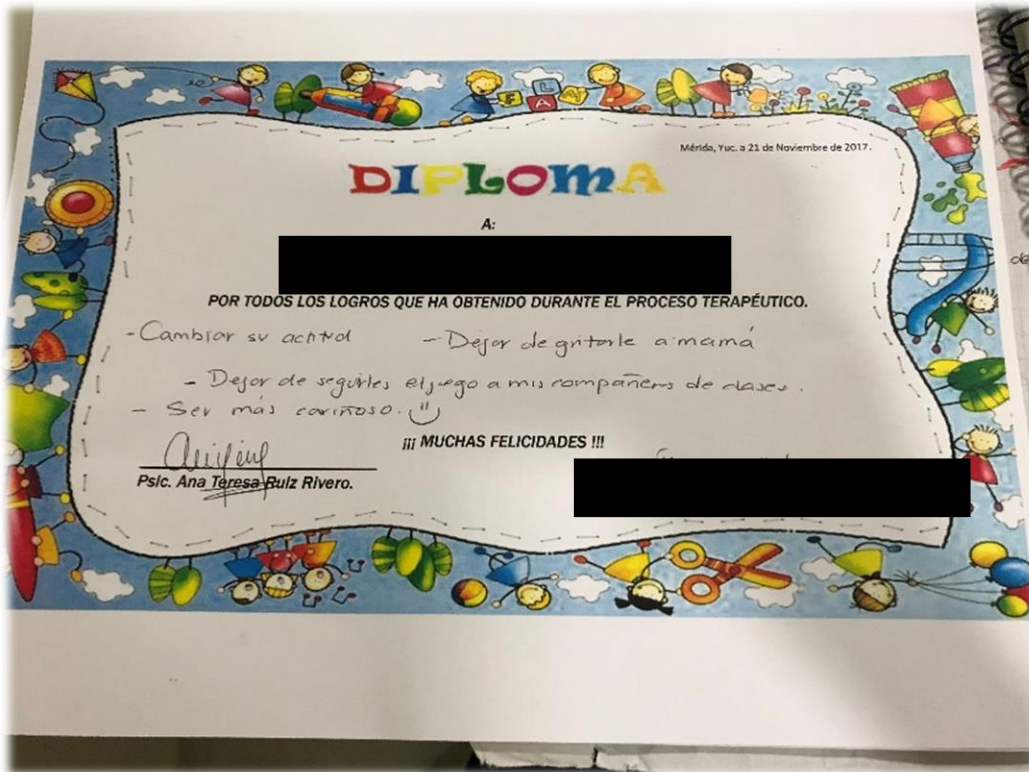 Mérida, Yuc. a 21 de Noviembre de 2017.
DIPLOMA
A:
POR TODOS LOS LOGROS QUE HA OBTENIDO DURANTE EL PROCESO TERAPÉUTICO.
- Cambiar su actitud - Dejar de gritarle a mamá
- Dejar de seguirles el juego a mis compañeros de clases.
- Ser más cariñoso.
¡¡¡ MUCHAS FELICIDADES !!!
Psic. Ana Teresa Ruiz Rivero.